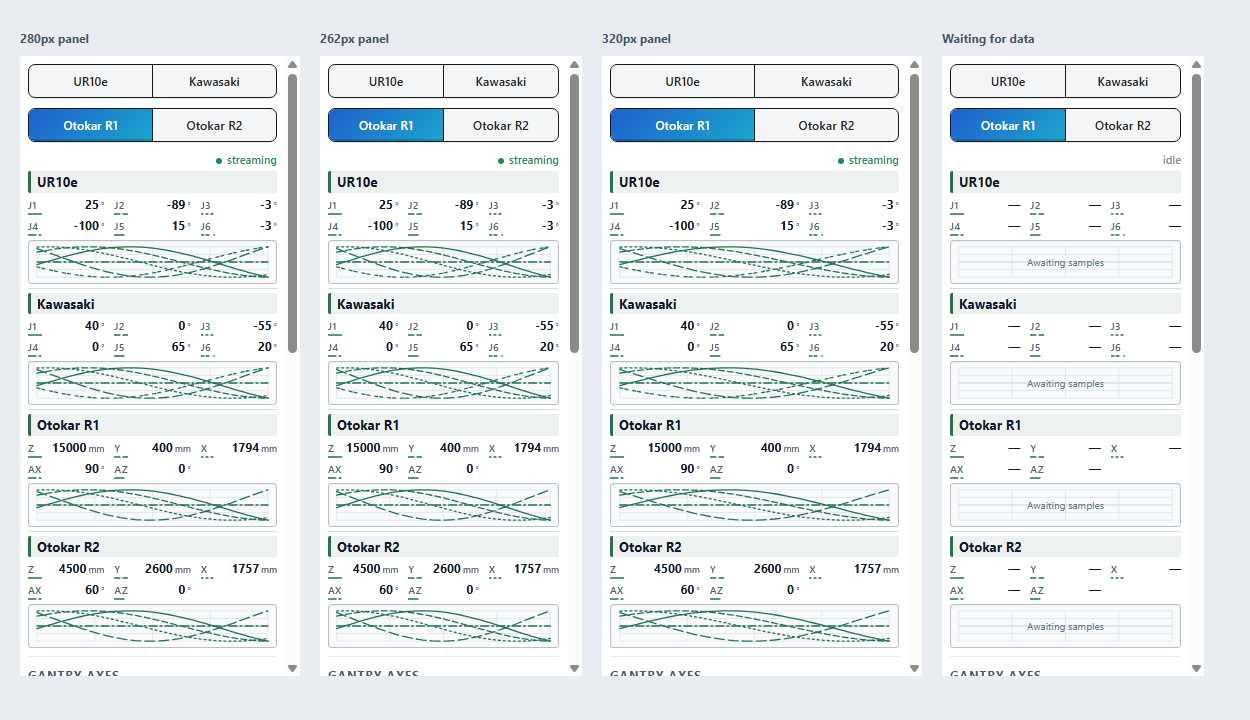 280px panel
UR10e Kawasaki
Otokar R1 Otokar R2
streaming
UR10e
J1 25 ° J2 -89 ° J3 -3 °
J4 -100 ° J5 15 ° J6 -3 °
Kawasaki
J1 40 ° J2 0 ° J3 -55 °
J4 0 ° J5 65 ° J6 20 °
Otokar R1
Z 15000 mm Y 400 mm X 1794 mm
AX 90 ° AZ 0 °
Otokar R2
Z 4500 mm Y 2600 mm X 1757 mm
AX 60 ° AZ 0 °
GANTRY AXES
262px panel
UR10e Kawasaki
Otokar R1 Otokar R2
streaming
UR10e
J1 25 ° J2 -89 ° J3 -3 °
J4 -100 ° J5 15 ° J6 -3 °
Kawasaki
J1 40 ° J2 0 ° J3 -55 °
J4 0 ° J5 65 ° J6 20 °
Otokar R1
Z 15000 mm Y 400 mm X 1794 mm
AX 90 ° AZ 0 °
Otokar R2
Z 4500 mm Y 2600 mm X 1757 mm
AX 60 ° AZ 0 °
GANTRY AXES
320px panel
UR10e Kawasaki
Otokar R1 Otokar R2
streaming
UR10e
J1 25 ° J2 -89 ° J3 -3 °
J4 -100 ° J5 15 ° J6 -3 °
Kawasaki
J1 40 ° J2 0 ° J3 -55 °
J4 0 ° J5 65 ° J6 20 °
Otokar R1
Z 15000 mm Y 400 mm X 1794 mm
AX 90 ° AZ 0 °
Otokar R2
Z 4500 mm Y 2600 mm X 1757 mm
AX 60 ° AZ 0 °
GANTRY AXES
Waiting for data
UR10e Kawasaki
Otokar R1 Otokar R2
idle
UR10e
J1 — J2 — J3 —
J4 — J5 — J6 —
Awaiting samples
Kawasaki
J1 — J2 — J3 —
J4 — J5 — J6 —
Awaiting samples
Otokar R1
Z — Y — X —
AX — AZ —
Awaiting samples
Otokar R2
Z — Y — X —
AX — AZ —
Awaiting samples
GANTRY AXES